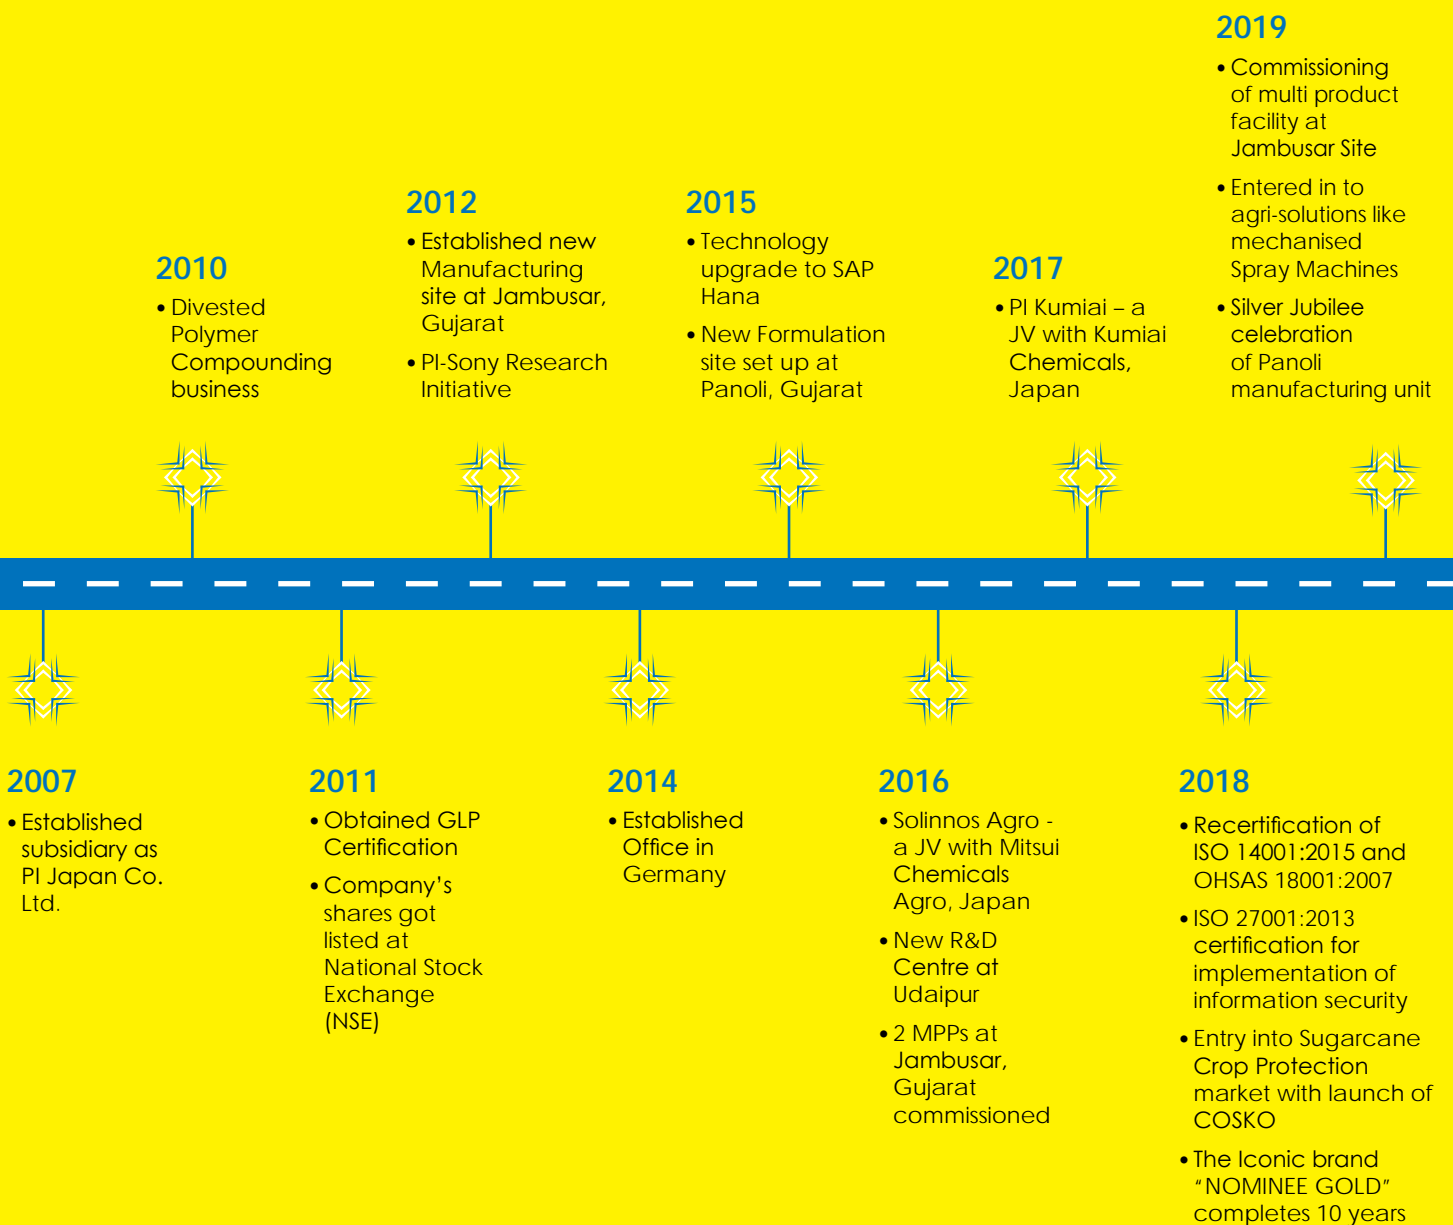 2019
• Commissioning
of multi product
facility at
Jambusar Site
• Entered in to
agri-solutions like
mechanised
Spray Machines
• Silver Jubilee
celebration
of Panoli
manufacturing unit
2012
• Established new
Manufacturing
site at Jambusar,
Gujarat
• PI-Sony Research
Initiative
2015
• Technology
upgrade to SAP
Hana
• New Formulation
site set up at
Panoli, Gujarat
2010
• Divested
Polymer
Compounding
business
2017
• PI Kumiai – a
JV with Kumiai
Chemicals,
Japan
2007
• Established
subsidiary as
PI Japan Co.
Ltd.
2011
• Obtained GLP
Certification
• Company’s
shares got
listed at
National Stock
Exchange
(NSE)
2014
• Established
Office in
Germany
2016
• Solinnos Agro -
a JV with Mitsui
Chemicals
Agro, Japan
• New R&D
Centre at
Udaipur
• 2 MPPs at
Jambusar,
Gujarat
commissioned
2018
• Recertification of
ISO 14001:2015 and
OHSAS 18001:2007
• ISO 27001:2013
certification for
implementation of
information security
• Entry into Sugarcane
Crop Protection
market with launch of
COSKO
• The Iconic brand
“NOMINEE GOLD”
completes 10 years